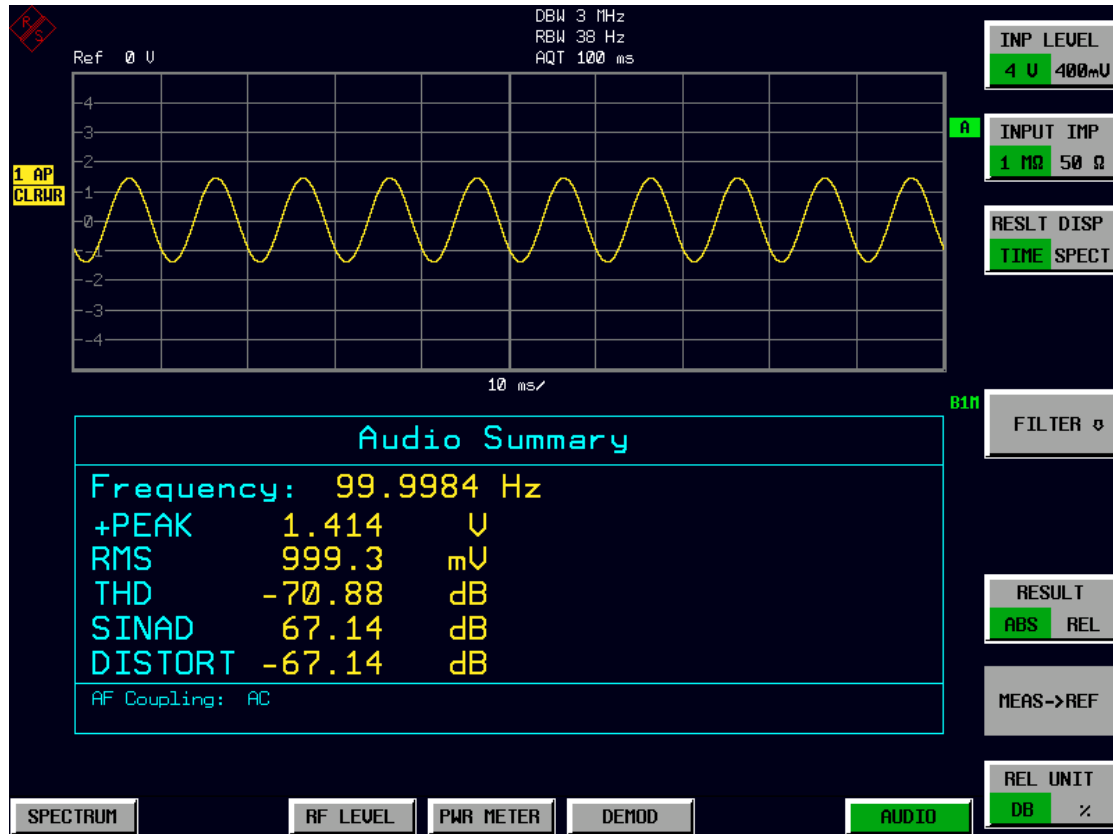 R S
DBW 3 MHz
RBW 38 Hz
Ref 0 V AQT 100 ms
4
3
2
1
0
-1
-2
-3
-4
1 AP
CLRWR
A
10 ms/
B1M
Audio Summary
Frequency: 99.9984 Hz
+PEAK 1.414 V
RMS 999.3 mV
THD -70.88 dB
SINAD 67.14 dB
DISTORT -67.14 dB
AF Coupling: AC
INP LEVEL
4 V 400mV
INPUT IMP
1 MΩ 50 Ω
RESLT DISP
TIME SPECT
FILTER
RESULT
ABS REL
MEAS->REF
REL UNIT
DB %
SPECTRUM RF LEVEL PWR METER DEMOD AUDIO